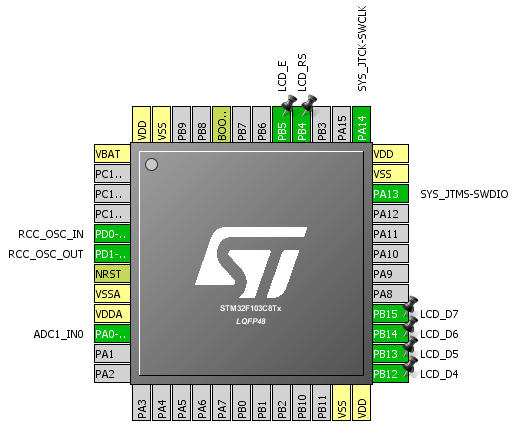 LCD_E
LCD_RS
SYS_JTCK-SWCLK
VDD
VSS
PB9
PB8
BOO..
PB7
PB6
PB5
PB4
PB3
PA15
PA14
VBAT
PC1..
PC1..
PC1..
RCC_OSC_IN PD0-..
RCC_OSC_OUT PD1-..
NRST
VSSA
VDDA
ADC1_IN0 PA0-..
PA1
PA2
ST
STM32F103C8Tx
LQFP48
VDD
VSS
PA13 SYS_JTMS-SWDIO
PA12
PA11
PA10
PA9
PA8
PB15 LCD_D7
PB14 LCD_D6
PB13 LCD_D5
PB12 LCD_D4
PA3
PA4
PA5
PA6
PA7
PB0
PB1
PB2
PB10
PB11
VSS
VDD